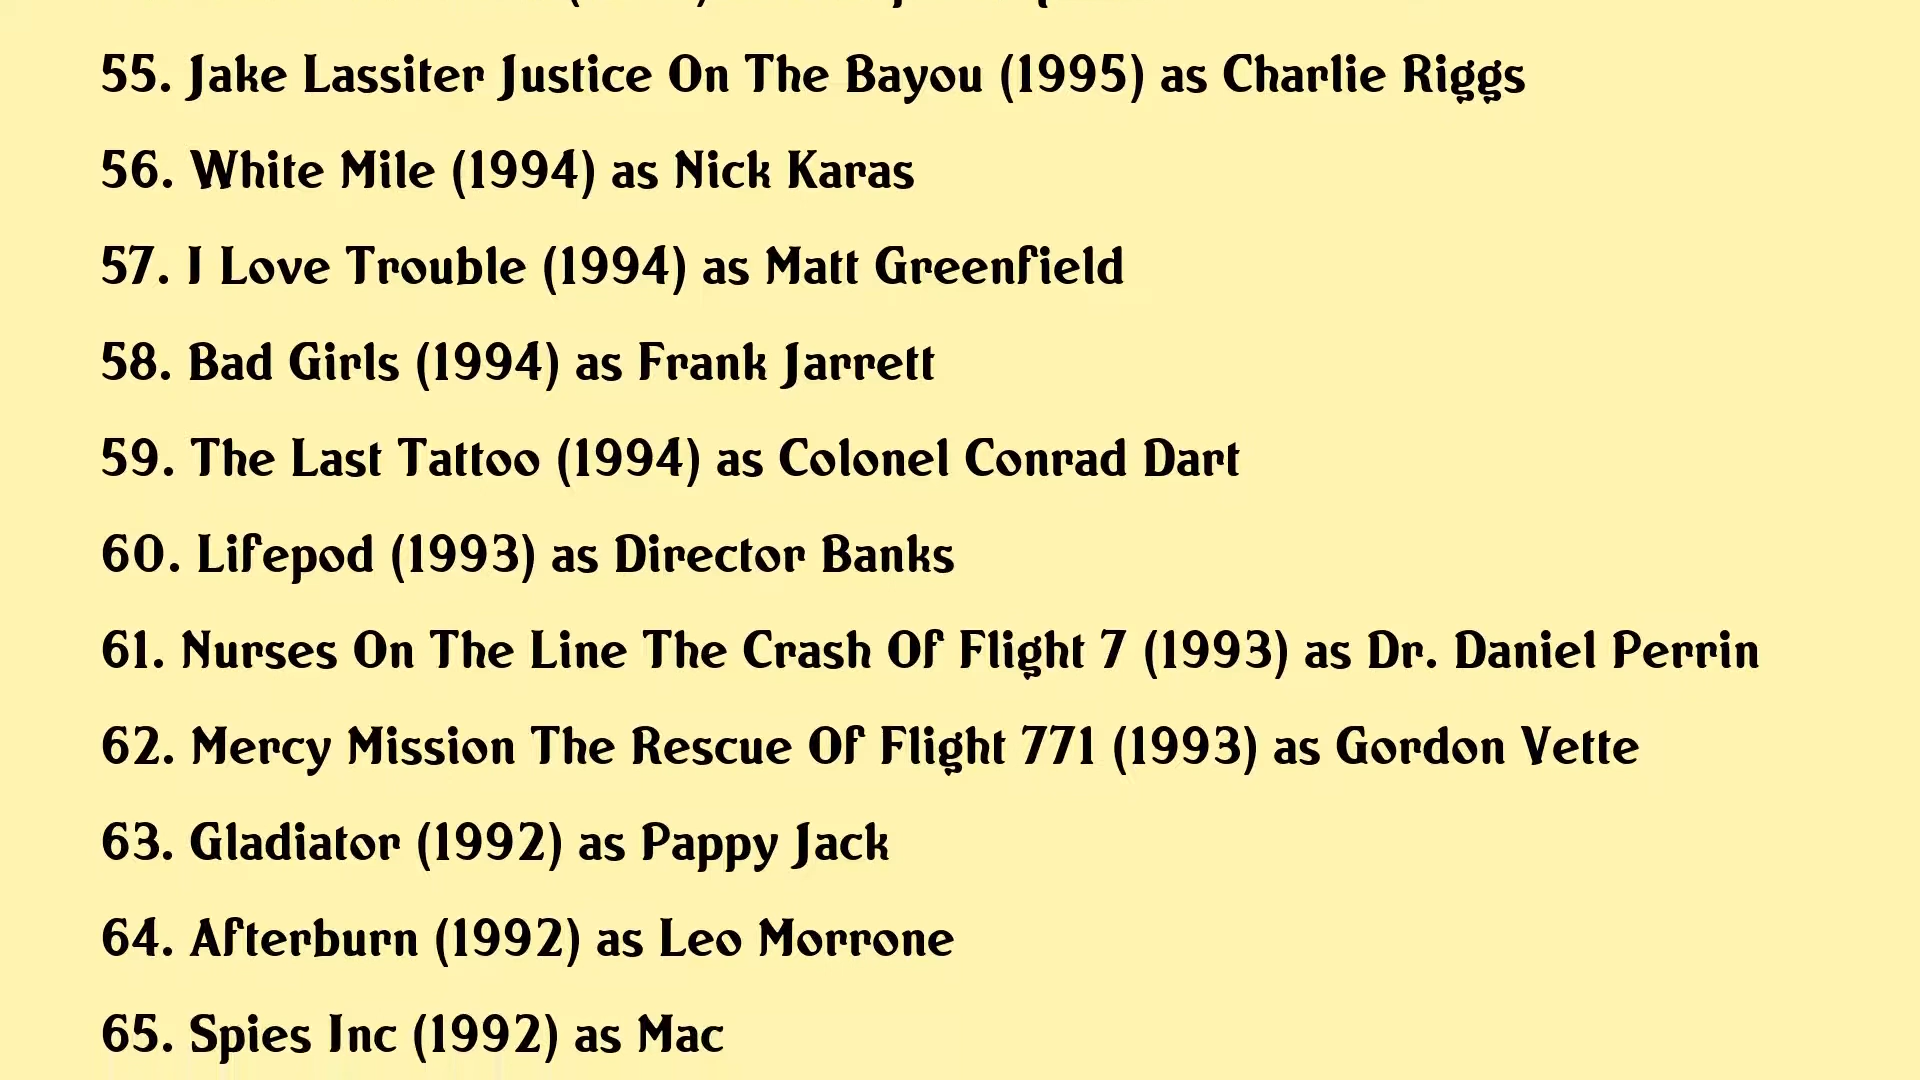 55. Jake Lassiter Justice On The Bayou (1995) as Charlie Riggs
56. White Mile (1994) as Nick Karas
57. I Love Trouble (1994) as Matt Greenfield
58. Bad Girls (1994) as Frank Jarrett
59. The Last Tattoo (1994) as Colonel Conrad Dart
60. Lifepod (1993) as Director Banks
61. Nurses On The Line The Crash Of Flight 7 (1993) as Dr. Daniel Perrin
62. Mercy Mission The Rescue Of Flight 771 (1993) as Gordon Vette
63. Gladiator (1992) as Pappy Jack
64. Afterburn (1992) as Leo Morrone
65. Spies Inc (1992) as Mac